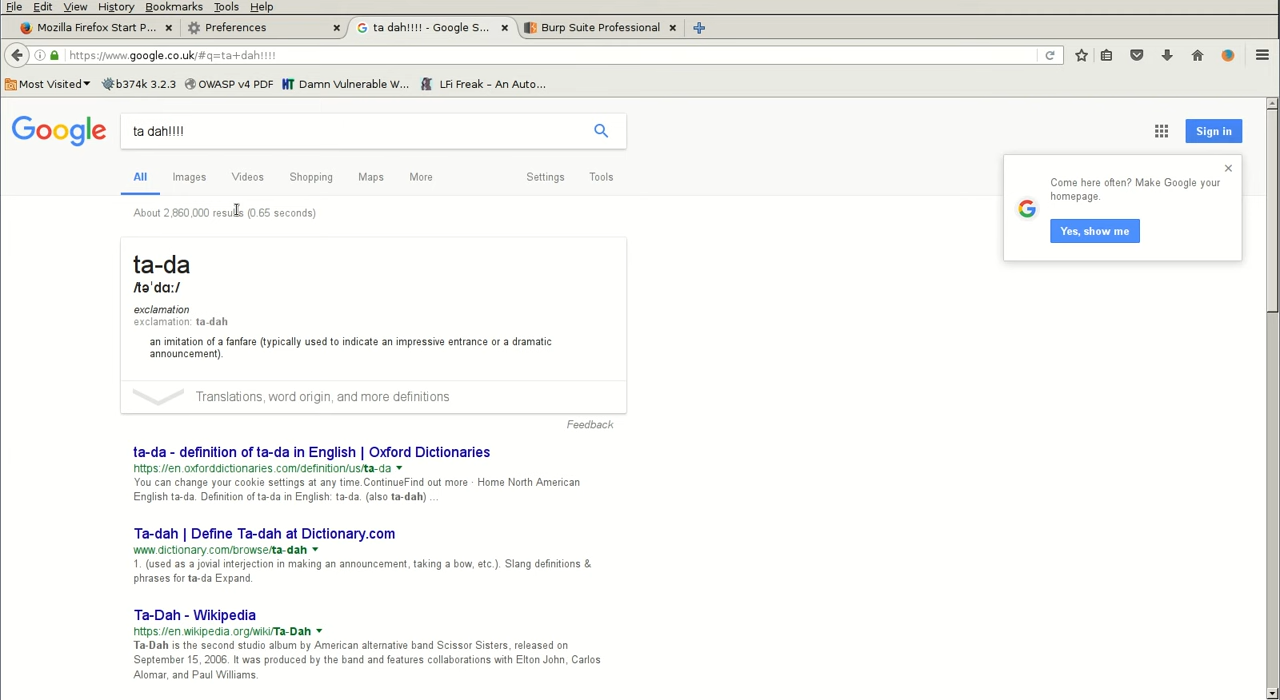 File Edit View History Bookmarks Tools Help
Mozilla Firefox Start P... × Preferences × ta dah!!!! - Google S... × Burp Suite Professional ×
https://www.google.co.uk/#q=ta+dah!!!!
Most Visited b374k 3.2.3 OWASP v4 PDF Damn Vulnerable W... LFi Freak - An Auto...
Google ta dah!!!! Sign in
All Images Videos Shopping Maps More Settings Tools
Come here often? Make Google your
homepage.
Yes, show me
About 2,860,000 results (0.65 seconds)
ta-da
/təˈdɑː/
exclamation
exclamation: ta-dah
an imitation of a fanfare (typically used to indicate an impressive entrance or a dramatic
announcement).
Translations, word origin, and more definitions
Feedback
ta-da - definition of ta-da in English | Oxford Dictionaries
https://en.oxforddictionaries.com/definition/us/ta-da
You can change your cookie settings at any time.ContinueFind out more · Home North American
English ta-da. Definition of ta-da in English: ta-da. (also ta-dah) ...
Ta-dah | Define Ta-dah at Dictionary.com
www.dictionary.com/browse/ta-dah
1. (used as a jovial interjection in making an announcement, taking a bow, etc.). Slang definitions &
phrases for ta-da Expand.
Ta-Dah - Wikipedia
https://en.wikipedia.org/wiki/Ta-Dah
Ta-Dah is the second studio album by American alternative band Scissor Sisters, released on
September 15, 2006. It was produced by the band and features collaborations with Elton John, Carlos
Alomar, and Paul Williams.